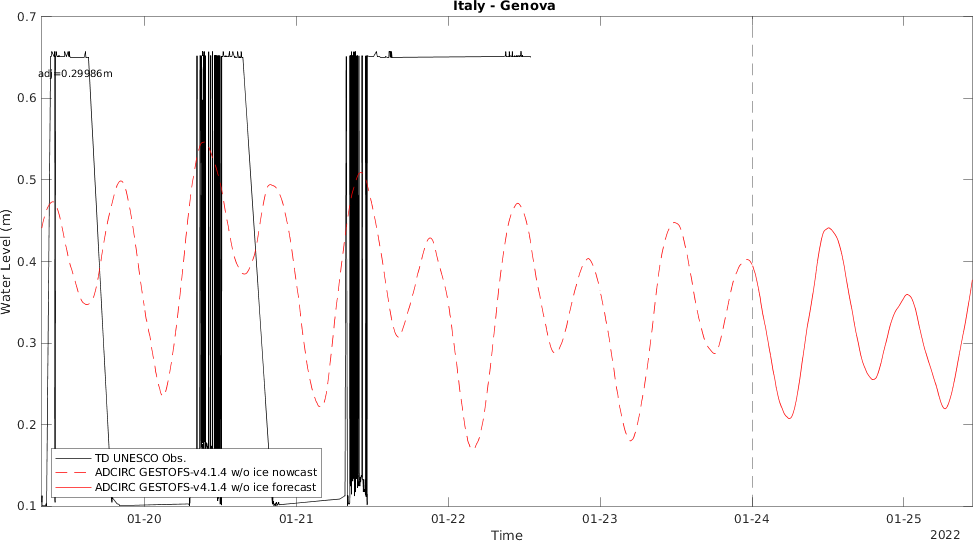 Italy - Genova
0.7
0.6
0.5
0.4
0.3
0.2
0.1
Water Level (m)
adj=0.29986m
TD UNESCO Obs.
ADCIRC GESTOFS-v4.1.4 w/o ice nowcast
ADCIRC GESTOFS-v4.1.4 w/o ice forecast
01-20
01-21
01-22
01-23
01-24
01-25
Time
2022